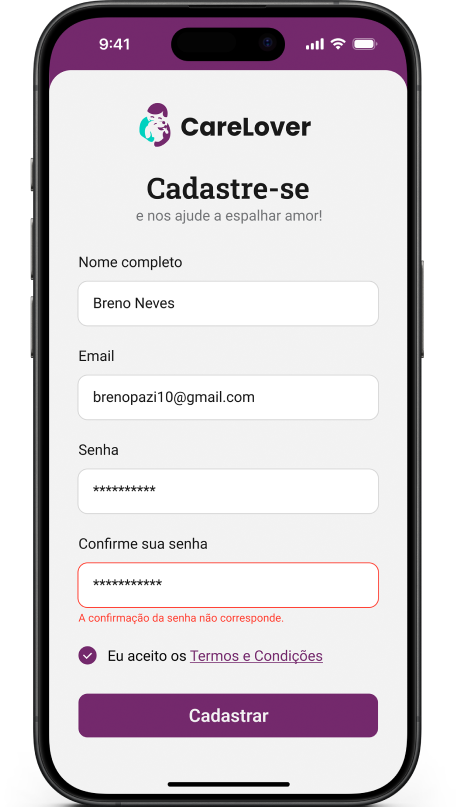 9:41
CareLover
Cadastre-se
e nos ajude a espalhar amor!
Nome completo
Breno Neves
Email
brenopazi10@gmail.com
Senha
**********
Confirme sua senha
***********
A confirmação da senha não corresponde.
Eu aceito os Termos e Condições
Cadastrar